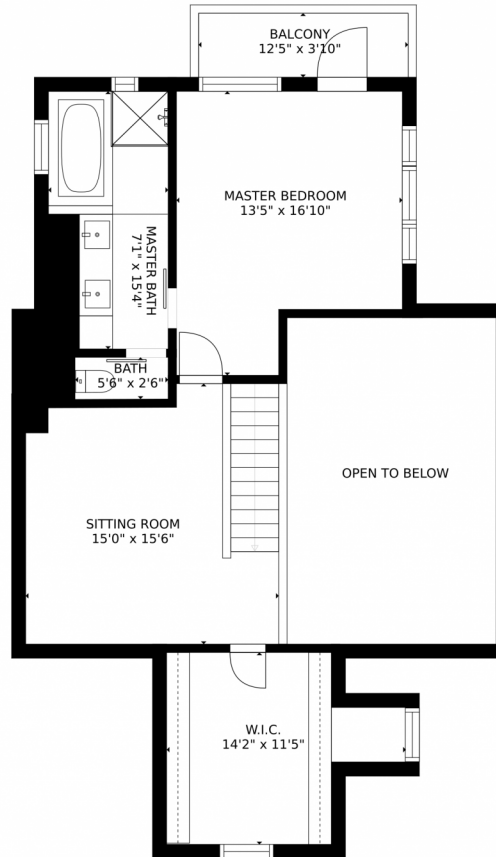 BALCONY
12'5" x 3'10"
MASTER BEDROOM
13'5" x 16'10"
MASTER BATH
7'1" x 15'4"
BATH
5'6" x 2'6"
OPEN TO BELOW
SITTING ROOM
15'0" x 15'6"
W.I.C.
14'2" x 11'5"